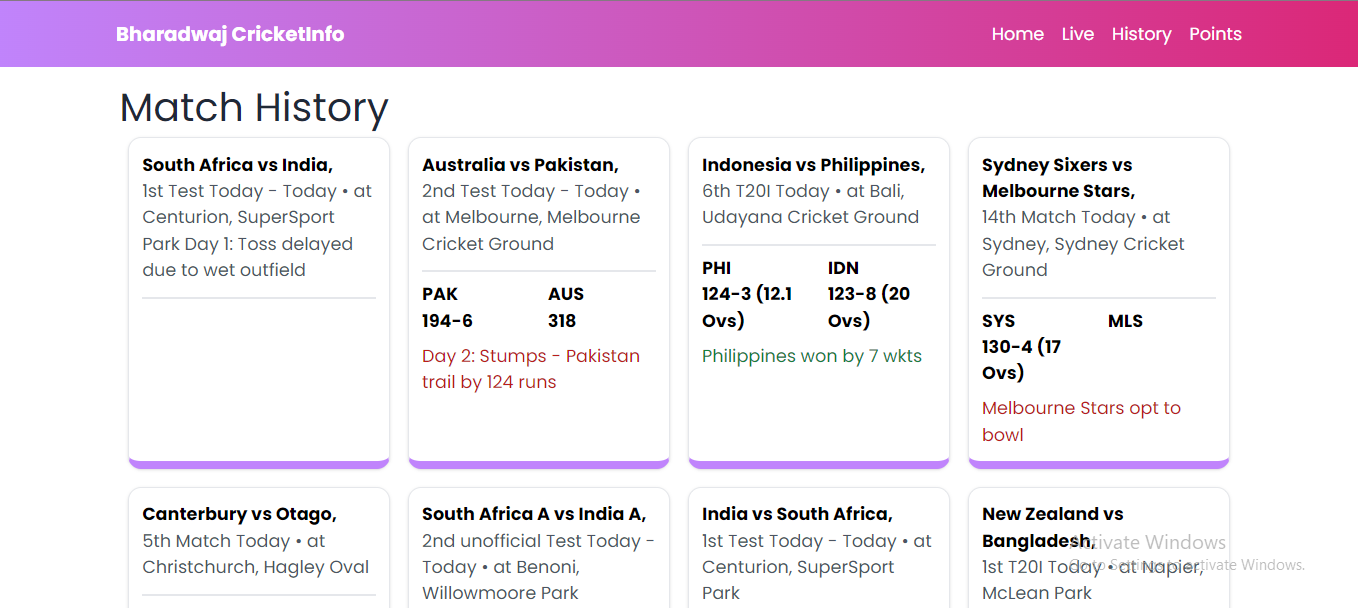 Bharadwaj CricketInfo
Home Live History Points
Match History
South Africa vs India,
1st Test Today - Today • at
Centurion, SuperSport
Park Day 1: Toss delayed
due to wet outfield
Australia vs Pakistan,
2nd Test Today - Today •
at Melbourne, Melbourne
Cricket Ground
PAK AUS
194-6 318
Day 2: Stumps - Pakistan
trail by 124 runs
Indonesia vs Philippines,
6th T20I Today • at Bali,
Udayana Cricket Ground
PHI IDN
124-3 (12.1 123-8 (20
Ovs) Ovs)
Philippines won by 7 wkts
Sydney Sixers vs
Melbourne Stars,
14th Match Today • at
Sydney, Sydney Cricket
Ground
SYS MLS
130-4 (17
Ovs)
Melbourne Stars opt to
bowl
Canterbury vs Otago,
5th Match Today • at
Christchurch, Hagley Oval
South Africa A vs India A,
2nd unofficial Test Today -
Today • at Benoni,
Willowmoore Park
India vs South Africa,
1st Test Today - Today • at
Centurion, SuperSport
Park
New Zealand vs
Bangladesh,
1st T20I Today • at Napier,
McLean Park
Activate Windows
Go to Settings to activate Windows.